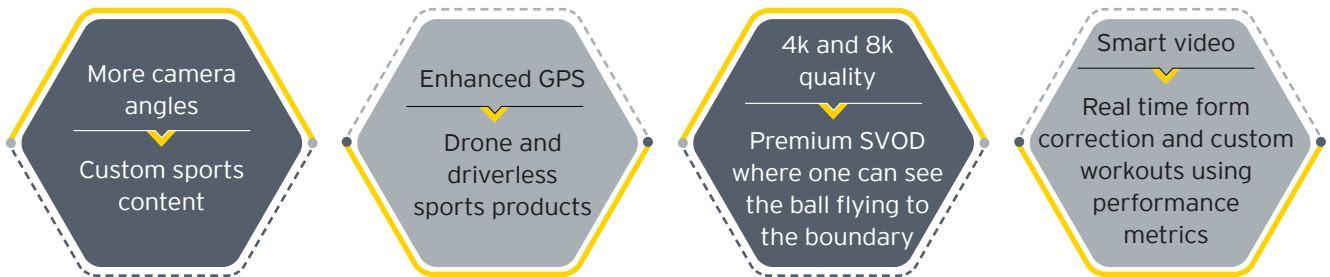 More camera
angles
Custom sports
content
Enhanced GPS
Drone and
driverless
sports products
4k and 8k
quality
Premium SVOD
where one can see
the ball flying to
the boundary
Smart video
Real time form
correction and custom
workouts using
performance
metrics